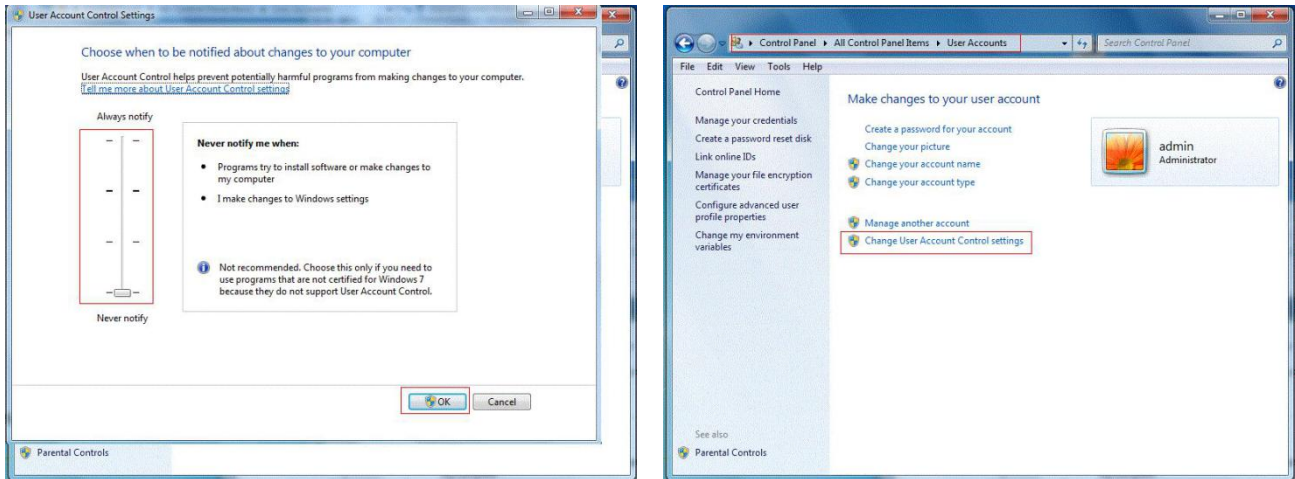 User Account Control Settings
Choose when to be notified about changes to your computer
User Account Control helps prevent potentially harmful programs from making changes to your computer.
Tell me more about User Account Control settings
Always notify
Never notify me when:
• Programs try to install software or make changes to
my computer
• I make changes to Windows settings
Not recommended. Choose this only if you need to
use programs that are not certified for Windows 7
because they do not support User Account Control.
Never notify
OK
Cancel
Parental Controls
Control Panel
All Control Panel Items
User Accounts
Search Control Panel
File Edit View Tools Help
Control Panel Home
Manage your credentials
Create a password reset disk
Link online IDs
Manage your file encryption
certificates
Configure advanced user
profile properties
Change my environment
variables
See also
Parental Controls
Make changes to your user account
Create a password for your account
Change your picture
Change your account name
Change your account type
Manage another account
Change User Account Control settings
admin
Administrator